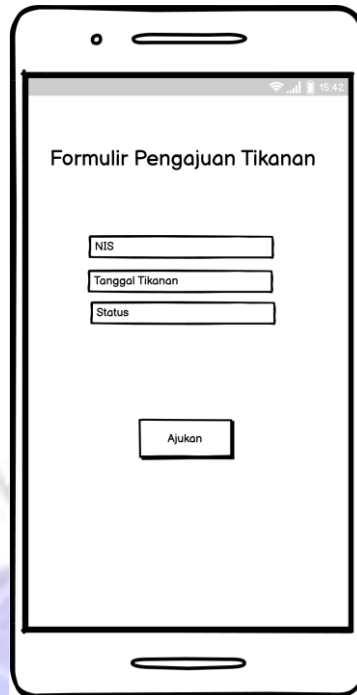 15:42
Formulir Pengajuan Tikanan
NIS
Tanggal Tikanan
Status
Ajukan